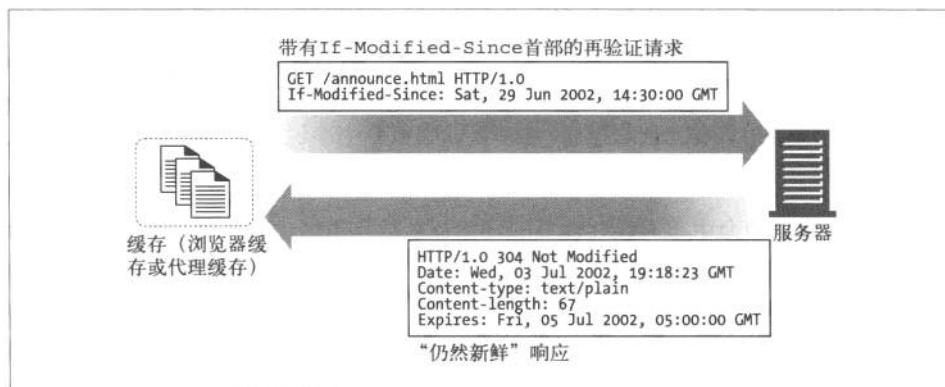 带有If-Modified-Since首部的再验证请求
GET /announce.html HTTP/1.0
If-Modified-Since: Sat, 29 Jun 2002, 14:30:00 GMT
缓存（浏览器缓
存或代理缓存）
服务器
HTTP/1.0 304 Not Modified
Date: Wed, 03 Jul 2002, 19:18:23 GMT
Content-type: text/plain
Content-length: 67
Expires: Fri, 05 Jul 2002, 05:00:00 GMT
“仍然新鲜”响应